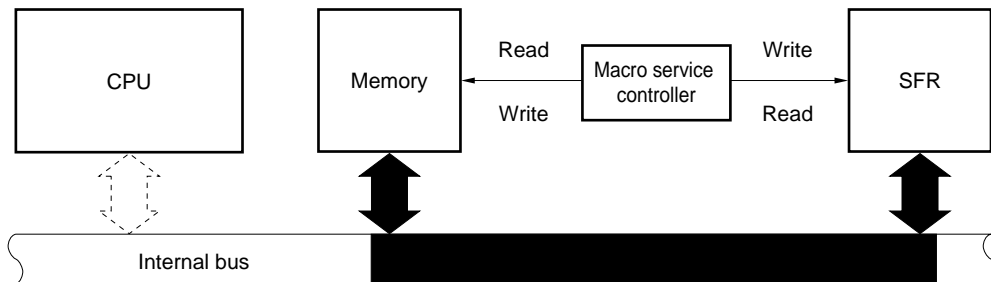 CPU
Memory
Read
Write
Macro service
controller
Write
Read
SFR
Internal bus